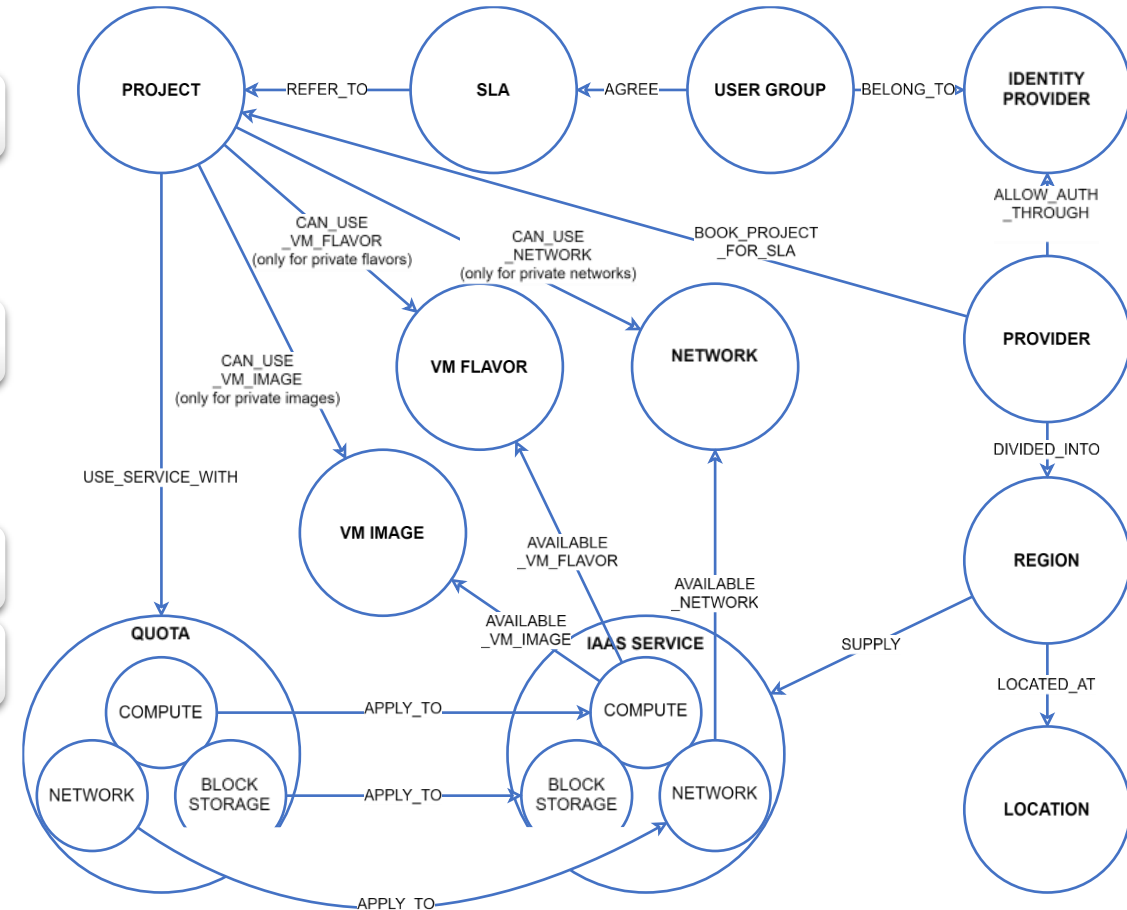 PROJECT
REFER_TO
SLA
AGREE
USER GROUP
BELONG_TO
IDENTITY
PROVIDER
ALLOW_AUTH
_THROUGH
CAN_USE
_VM_FLAVOR
(only for private flavors)
CAN_USE
_NETWORK
(only for private networks)
BOOK_PROJECT
_FOR_SLA
PROVIDER
VM FLAVOR
NETWORK
CAN_USE
_VM_IMAGE
(only for private images)
DIVIDED_INTO
USE_SERVICE_WITH
VM IMAGE
AVAILABLE
_VM_FLAVOR
REGION
AVAILABLE
_NETWORK
AVAILABLE
_VM_IMAGE
QUOTA
IAAS SERVICE
SUPPLY
LOCATED_AT
COMPUTE
APPLY_TO
COMPUTE
NETWORK
BLOCK
STORAGE
APPLY_TO
BLOCK
STORAGE
NETWORK
LOCATION
APPLY_TO